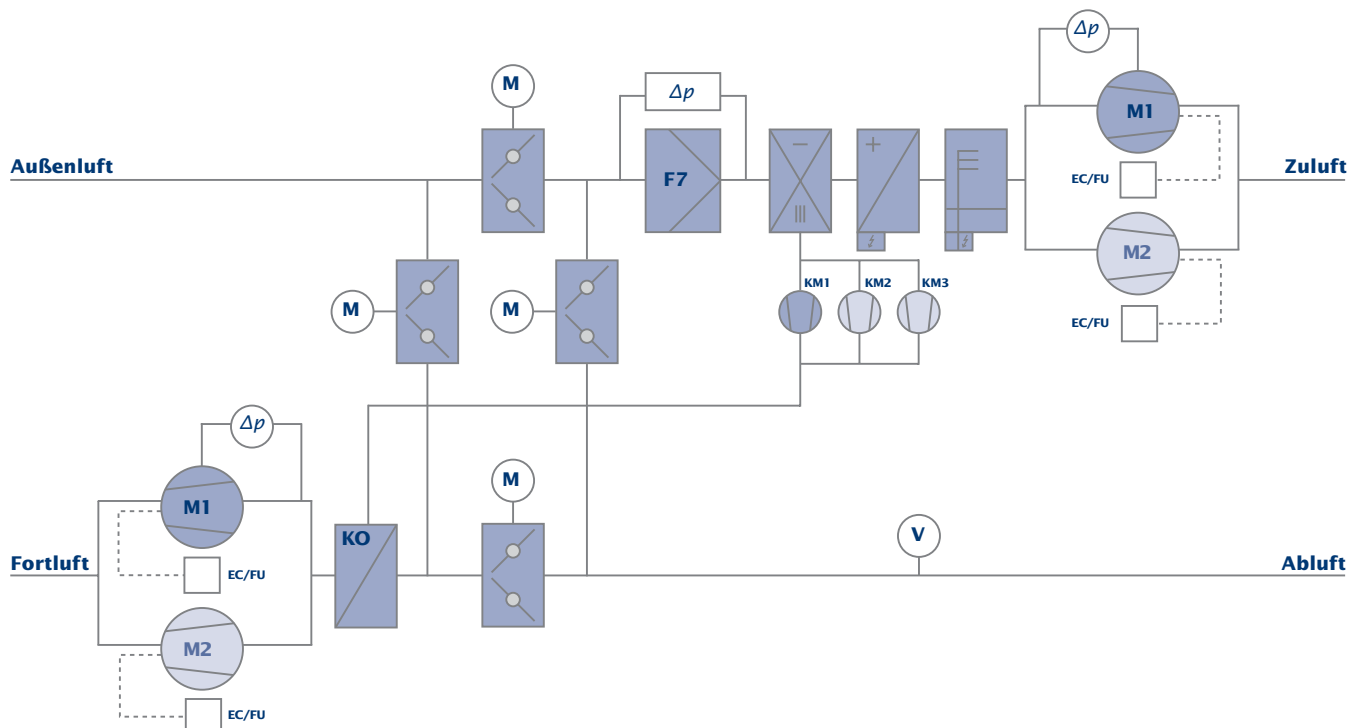 Δp
M
Δp
M1
Außenluft
F7
Zuluft
EC/FU
M2
KM1
KM2
KM3
M
M
EC/FU
Δp
M
M1
KO
V
Fortluft
Abluft
EC/FU
M2
EC/FU